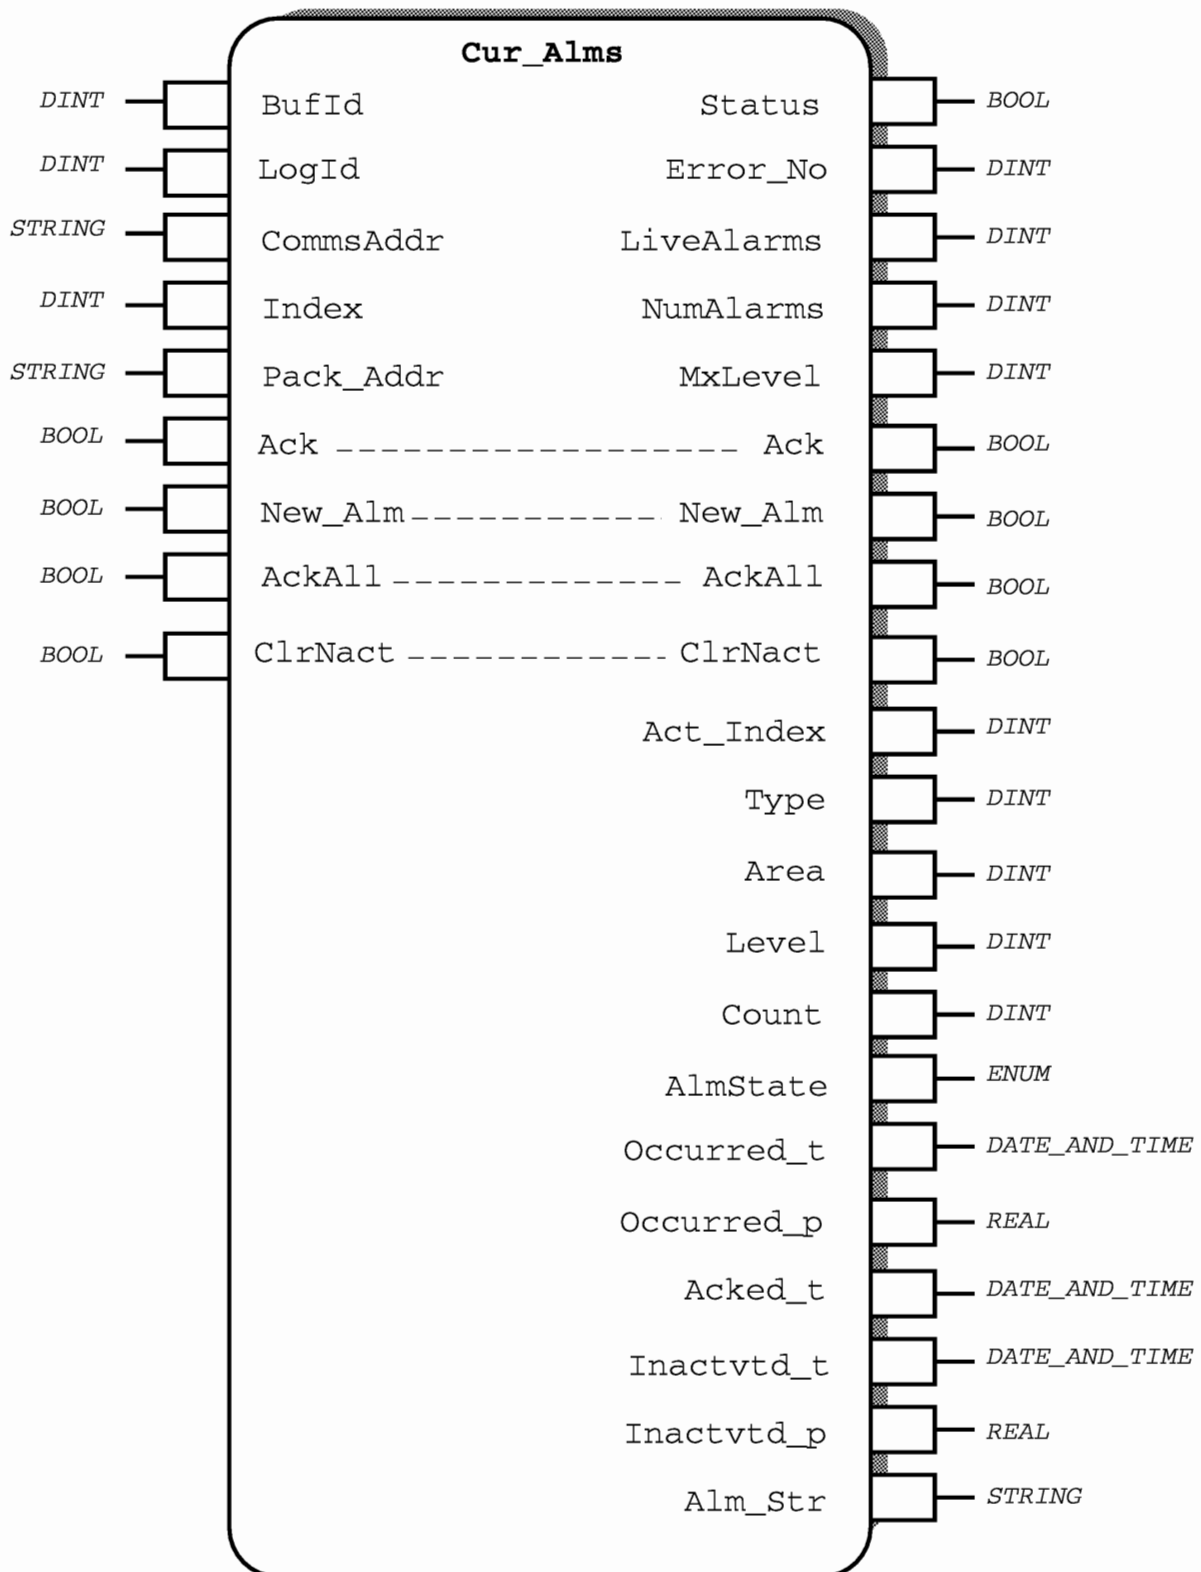 Cur_Alms
DINT BufId Status BOOL
DINT LogId Error_No DINT
STRING CommsAddr LiveAlarms DINT
DINT Index NumAlarms DINT
STRING Pack_Addr MxLevel DINT
BOOL Ack Ack BOOL
BOOL New_Alm New_Alm BOOL
BOOL AckAll AckAll BOOL
BOOL ClrNact ClrNact BOOL
Act_Index DINT
Type DINT
Area DINT
Level DINT
Count DINT
AlmState ENUM
Occurred_t DATE_AND_TIME
Occurred_p REAL
Acked_t DATE_AND_TIME
Inactvtd_t DATE_AND_TIME
Inactvtd_p REAL
Alm_Str STRING